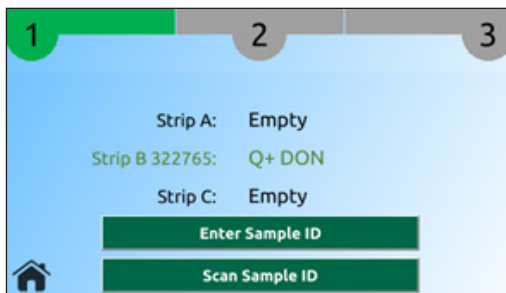 1 2 3
Strip A: Empty
Strip B 322765: Q+ DON
Strip C: Empty
Enter Sample ID
Scan Sample ID